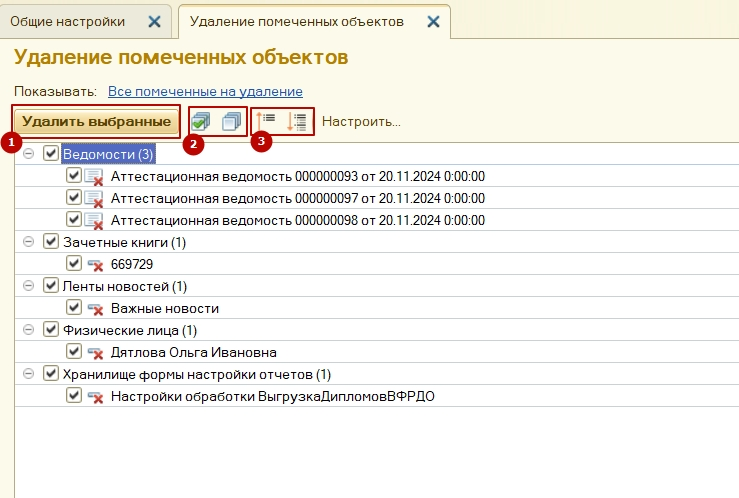 Общие настройки
Удаление помеченных объектов
Удаление помеченных объектов
Показывать: Все помеченные на удаление
Удалить выбранные Настроить...
1 2 3
Ведомости (3)
Аттестационная ведомость 000000093 от 20.11.2024 0:00:00
Аттестационная ведомость 000000097 от 20.11.2024 0:00:00
Аттестационная ведомость 000000098 от 20.11.2024 0:00:00
Зачетные книги (1)
669729
Ленты новостей (1)
Важные новости
Физические лица (1)
Дятлова Ольга Ивановна
Хранилище формы настройки отчетов (1)
Настройки обработки ВыгрузкаДипломовВФРДО